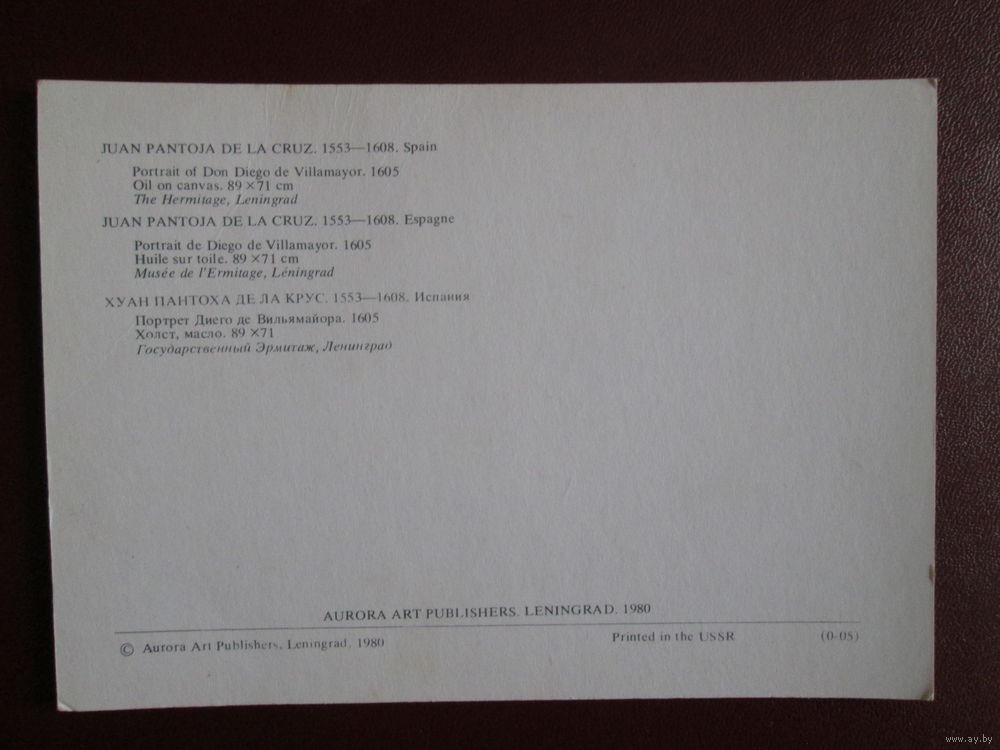 JUAN PANTOJA DE LA CRUZ. 1553—1608. Spain
Portrait of Don Diego de Villamayor. 1605
Oil on canvas. 89 × 71 cm
The Hermitage, Leningrad
JUAN PANTOJA DE LA CRUZ. 1553—1608. Espagne
Portrait de Diego de Villamayor. 1605
Huile sur toile. 89 × 71 cm
Musée de l'Ermitage, Léningrad
ХУАН ПАНТОХА ДЕ ЛА КРУС. 1553—1608. Испания
Портрет Диего де Вильямайора. 1605
Холст, масло. 89 × 71
Государственный Эрмитаж, Ленинград
AURORA ART PUBLISHERS. LENINGRAD. 1980
© Aurora Art Publishers, Leningrad, 1980 Printed in the USSR (0-05)
www.ay.by